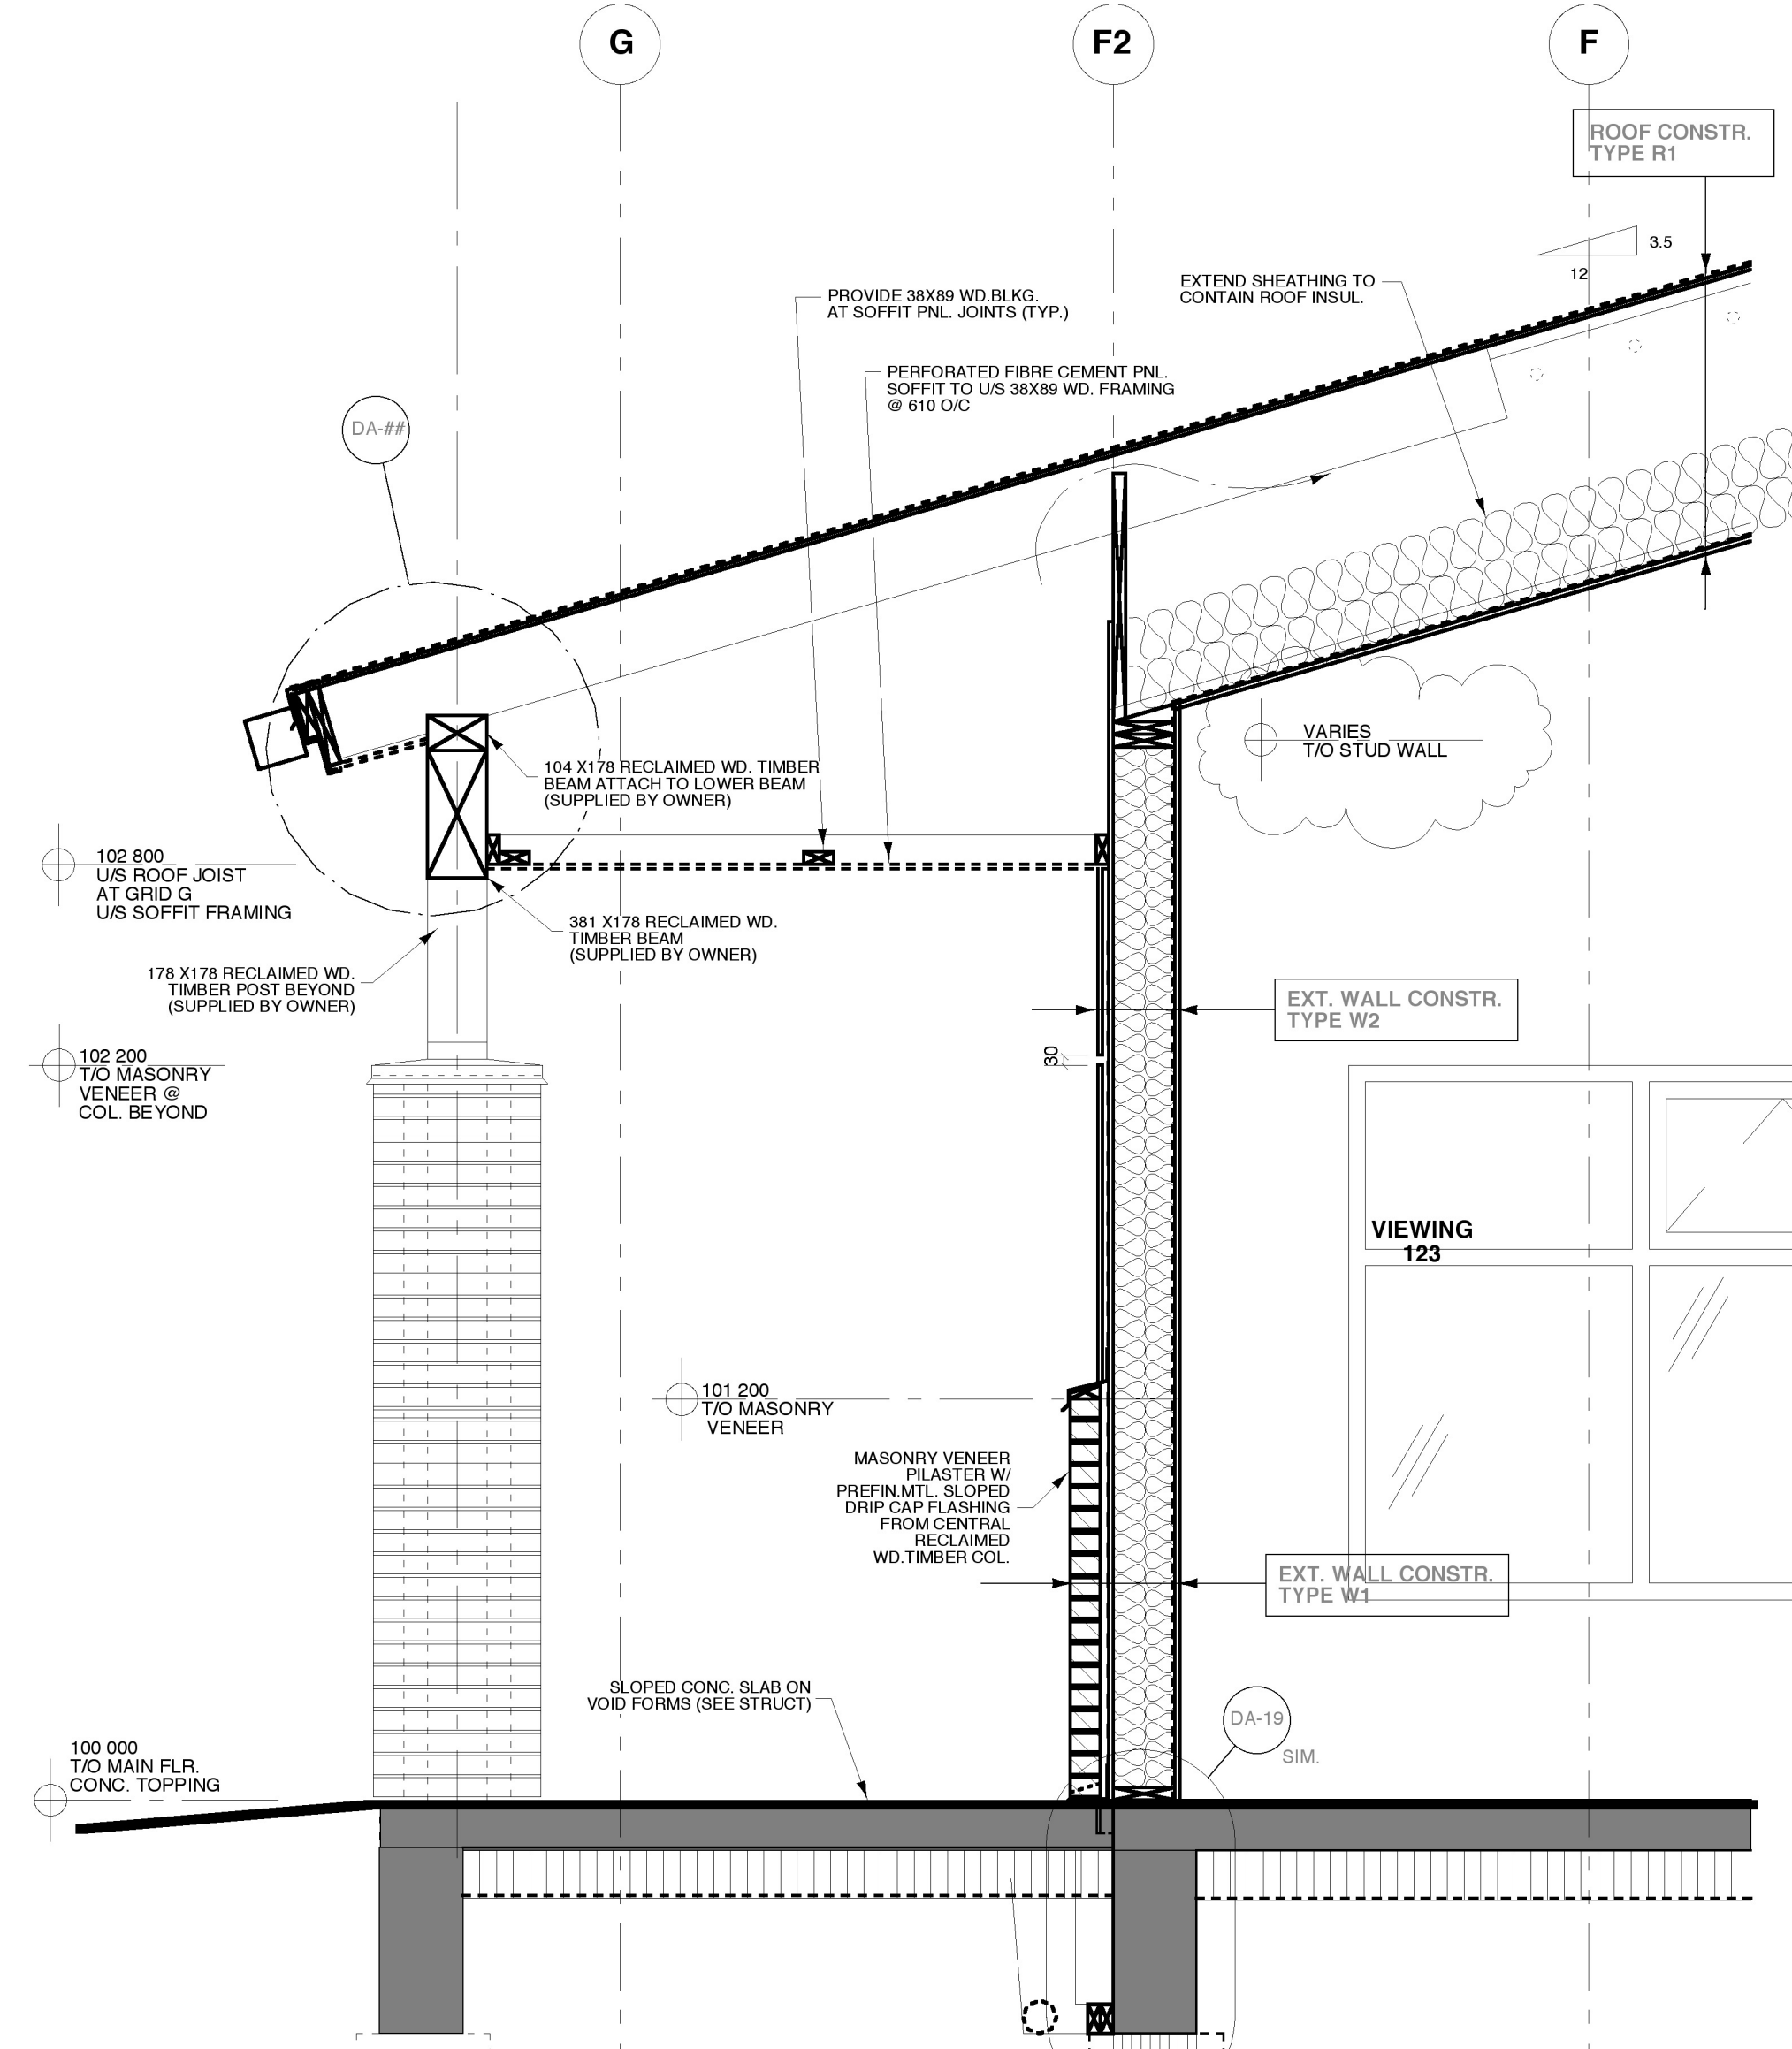 G
F2
F
ROOF CONSTR.
TYPE R1
3.5
12
EXTEND SHEATHING TO
CONTAIN ROOF INSUL.
PROVIDE 38X89 WD.BLKG.
AT SOFFIT PNL. JOINTS (TYP.)
PERFORATED FIBRE CEMENT PNL.
SOFFIT TO U/S 38X89 WD. FRAMING
@ 610 O/C
DA-##
VARIES
T/O STUD WALL
104 X178 RECLAIMED WD. TIMBER
BEAM ATTACH TO LOWER BEAM
(SUPPLIED BY OWNER)
102 800
U/S ROOF JOIST
AT GRID G
U/S SOFFIT FRAMING
381 X178 RECLAIMED WD.
TIMBER BEAM
(SUPPLIED BY OWNER)
178 X178 RECLAIMED WD.
TIMBER POST BEYOND
(SUPPLIED BY OWNER)
EXT. WALL CONSTR.
TYPE W2
102 200
T/O MASONRY
VENEER @
COL. BEYOND
30
VIEWING
123
101 200
T/O MASONRY
VENEER
MASONRY VENEER
PILASTER W/
PREFIN.MTL. SLOPED
DRIP CAP FLASHING
FROM CENTRAL
RECLAIMED
WD.TIMBER COL.
EXT. WALL CONSTR.
TYPE W1
SLOPED CONC. SLAB ON
VOID FORMS (SEE STRUCT)
DA-19
SIM.
100 000
T/O MAIN FLR.
CONC. TOPPING